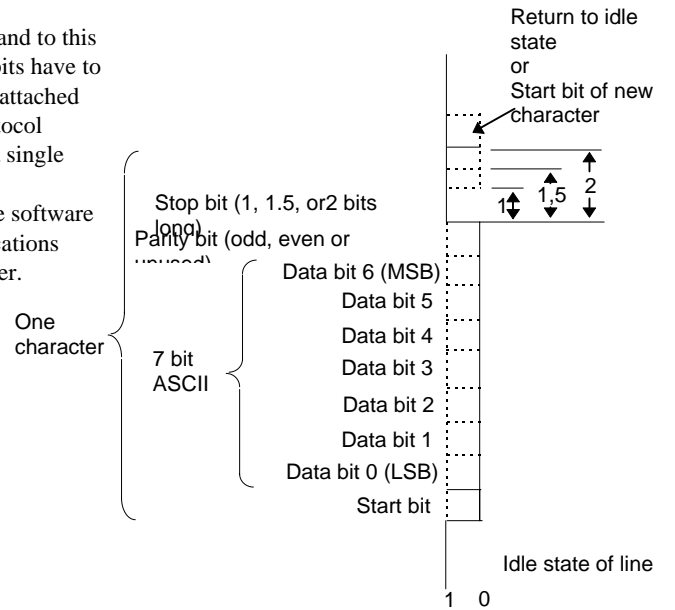 and to this
bits have to
attached
tocol
single
e software
cations
er.
Return to idle
state
or
Start bit of new
character
1
1,5
2
Stop bit (1, 1.5, or2 bits
long)
Parity bit (odd, even or
unused)
Data bit 6 (MSB)
Data bit 5
Data bit 4
Data bit 3
Data bit 2
Data bit 1
Data bit 0 (LSB)
Start bit
One
character
7 bit
ASCII
Idle state of line
1 0